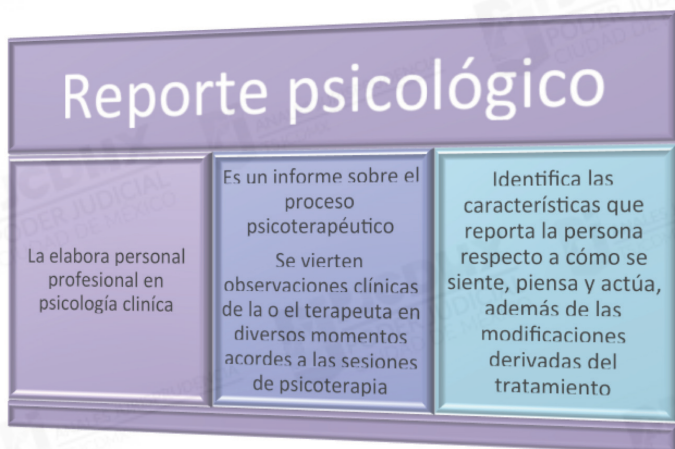 Reporte psicológico
La elabora personal
profesional en
psicología cliníca
Es un informe sobre el
proceso
psicoterapéutico
Se vierten
observaciones clínicas
de la o el terapeuta en
diversos momentos
acordes a las sesiones
de psicoterapia
Identifica las
características que
reporta la persona
respecto a cómo se
siente, piensa y actúa,
además de las
modificaciones
derivadas del
tratamiento